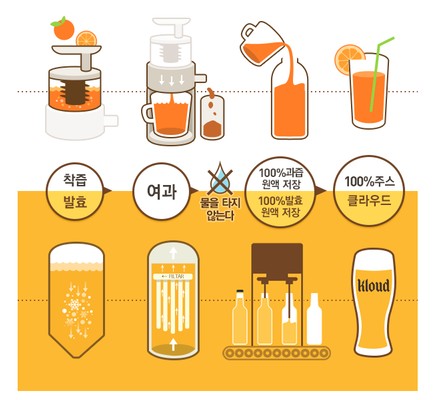 착즙
발효
여과
물을 타지
않는다
100%과즙
원액 저장
100%발효
원액 저장
100%주스
클라우드
FILTER
kloud